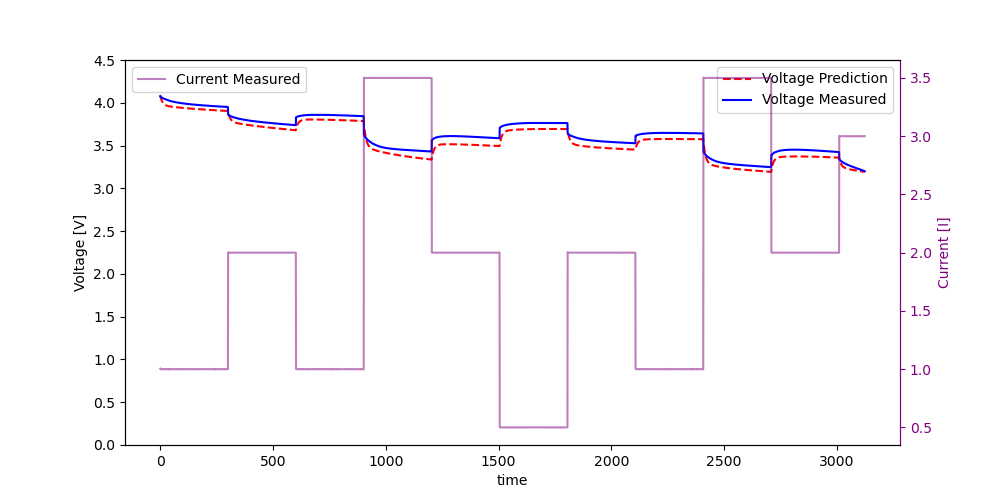 Current Measured
Voltage Prediction
Voltage Measured
4.5
4.0
3.5
3.0
2.5
2.0
1.5
1.0
0.5
0.0
Voltage [V]
3.5
3.0
2.5
2.0
1.5
1.0
0.5
Current [I]
0 500 1000 1500 2000 2500 3000
time